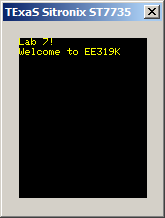 TExaS Sitronix ST7735
Lab 7!
Welcome to EE319K